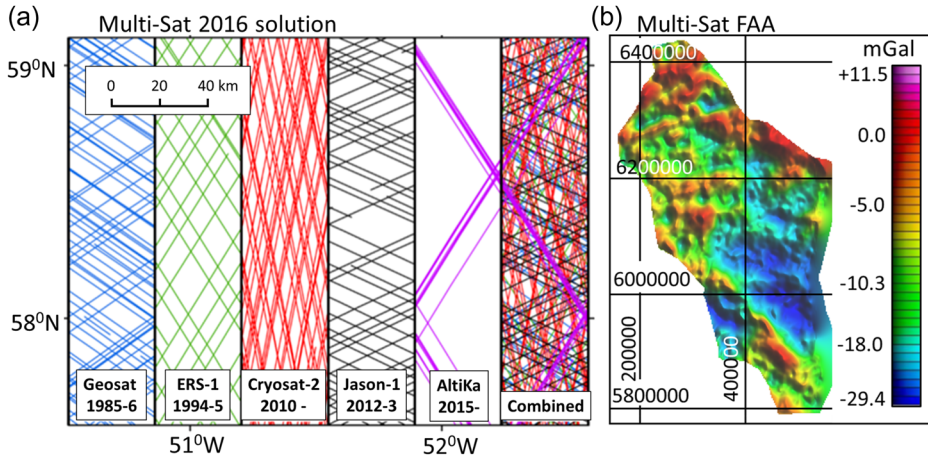 (a)
Multi-Sat 2016 solution
59⁰N
0 20 40 km
58⁰N
Geosat
1985-6
ERS-1
1994-5
Cryosat-2
2010 -
Jason-1
2012-3
AltiKa
2015-
Combined
51⁰W
52⁰W
(b)
Multi-Sat FAA
mGal
6400000
6200000
6000000
5800000
200000
400000
+11.5
0.0
-5.0
-10.3
-18.0
-29.4